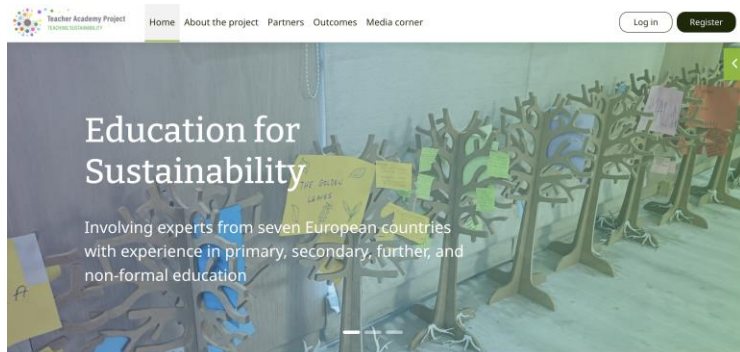 Teacher Academy Project
TEACHING SUSTAINABILITY
Home About the project Partners Outcomes Media corner
Log in Register
Education for
Sustainability
THE GOLDEN
Involving experts from seven European countries
with experience in primary, secondary, further, and
non-formal education
A